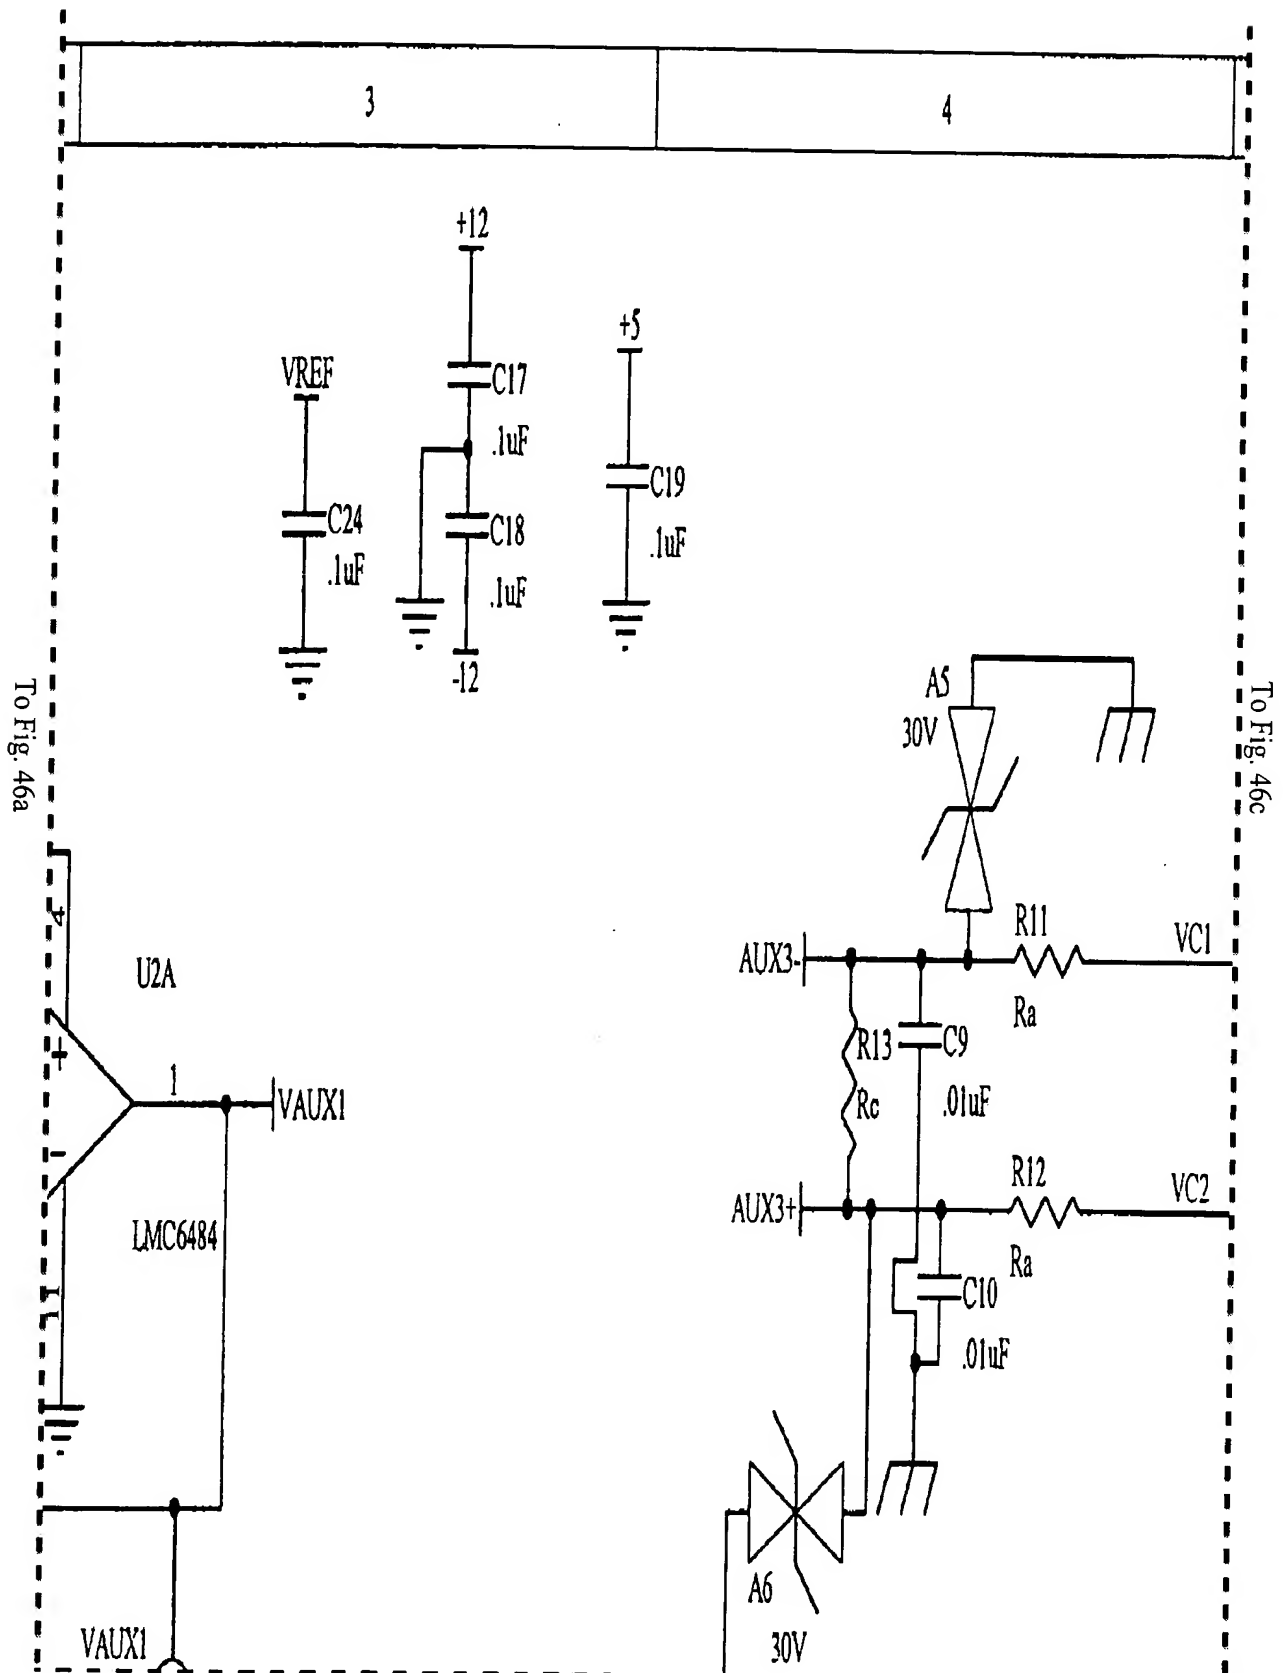 3
4
+12
+5
VREF
C17
.1uF
C19
C24
C18
.1uF
.1uF
.1uF
-12
To Fig. 46a
To Fig. 46c
A5
30V
4
U2A
R11
VC1
AUX3-
Ra
+
R13
C9
1
VAUX1
Rc
.01uF
-
R12
VC2
AUX3+
LMC6484
Ra
11
C10
.01uF
A6
VAUX1
30V